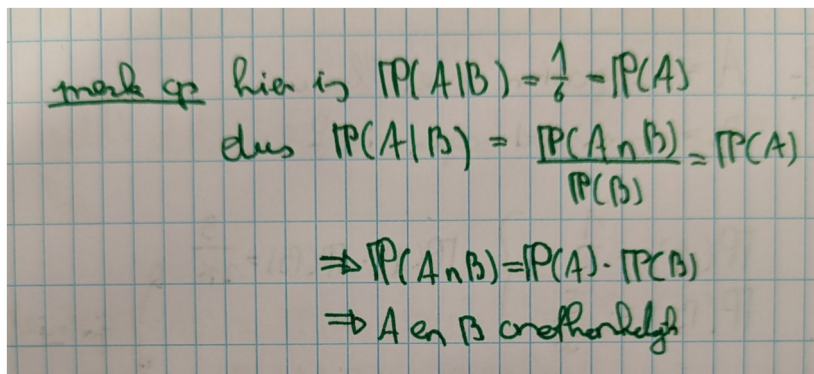 merk op hier is ℙ(A|B) = 1/6 = ℙ(A)
dus ℙ(A|B) = ℙ(A∩B)/ℙ(B) = ℙ(A)
⇒ ℙ(A∩B) = ℙ(A) · ℙ(B)
⇒ A en B onafhankelijk